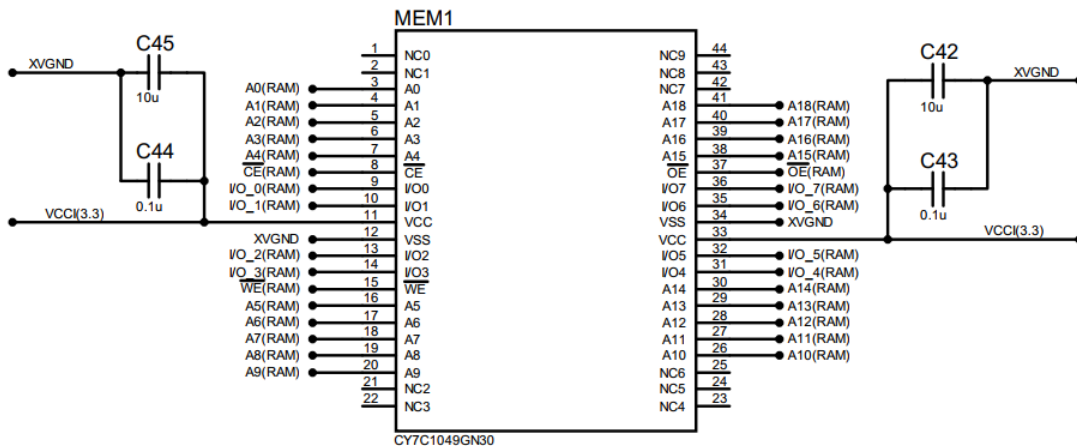 MEM1
C45
XVGND
10u
C44
0.1u
VCCI(3.3)
C42
XVGND
10u
C43
0.1u
VCCI(3.3)
1 NC0 NC9 44
2 NC1 NC8 43
A0(RAM) 3 A0 NC7 42
A1(RAM) 4 A1 A18 41 A18(RAM)
A2(RAM) 5 A2 A17 40 A17(RAM)
A3(RAM) 6 A3 A16 39 A16(RAM)
A4(RAM) 7 A4 A15 38 A15(RAM)
CE(RAM) 8 CE OE 37 OE(RAM)
I/O_0(RAM) 9 I/O0 I/O7 36 I/O_7(RAM)
I/O_1(RAM) 10 I/O1 I/O6 35 I/O_6(RAM)
11 VCC VSS 34 XVGND
XVGND 12 VSS VCC 33
I/O_2(RAM) 13 I/O2 I/O5 32 I/O_5(RAM)
I/O_3(RAM) 14 I/O3 I/O4 31 I/O_4(RAM)
WE(RAM) 15 WE A14 30 A14(RAM)
A5(RAM) 16 A5 A13 29 A13(RAM)
A6(RAM) 17 A6 A12 28 A12(RAM)
A7(RAM) 18 A7 A11 27 A11(RAM)
A8(RAM) 19 A8 A10 26 A10(RAM)
A9(RAM) 20 A9 NC6 25
21 NC2 NC5 24
22 NC3 NC4 23
CY7C1049GN30